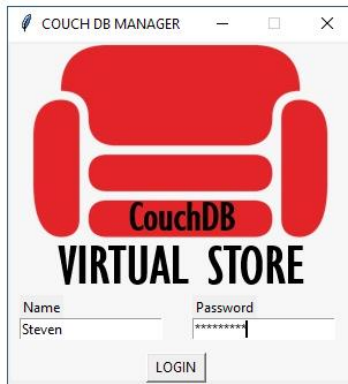 COUCH DB MANAGER
CouchDB
VIRTUAL STORE
Name Password
Steven *********
LOGIN